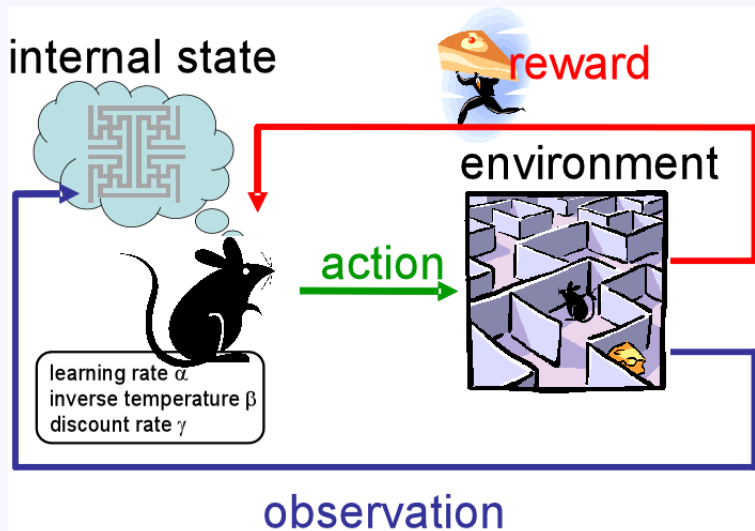 internal state
reward
environment
action
learning rate α
inverse temperature β
discount rate γ
observation